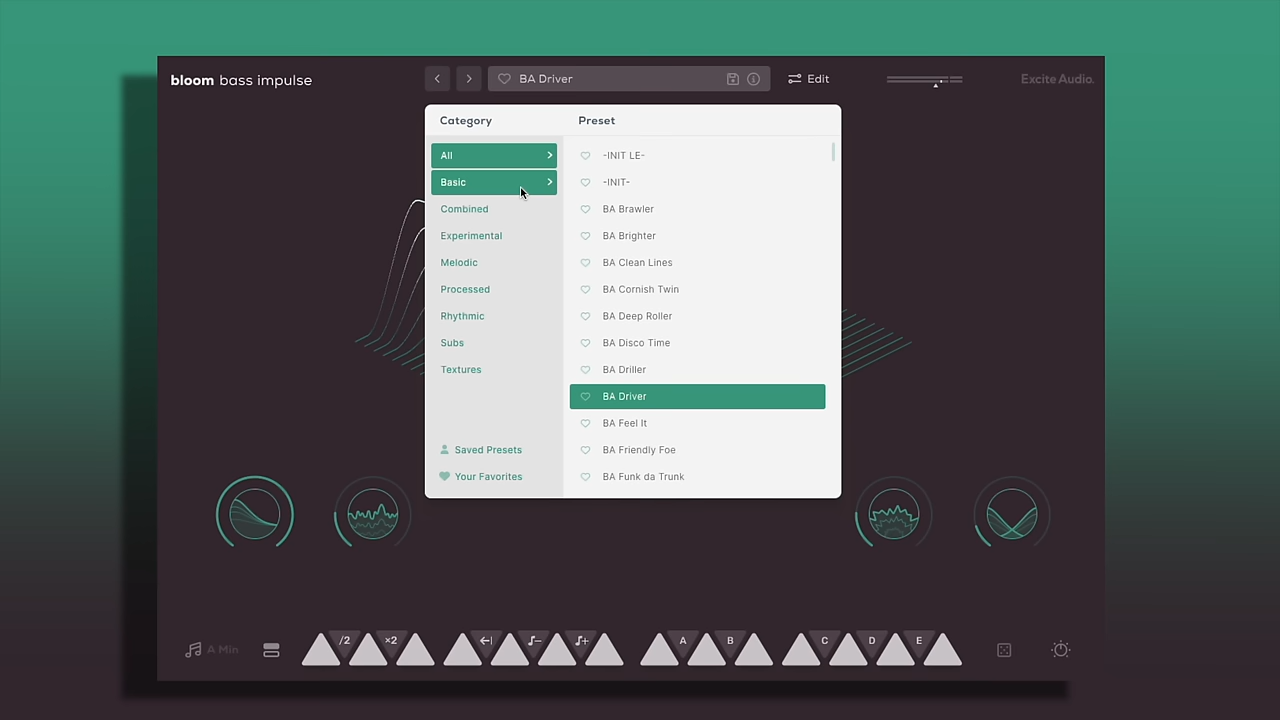 bloom bass impulse
BA Driver
Edit
Excite Audio.
Category
Preset
All
Basic
Combined
Experimental
Melodic
Processed
Rhythmic
Subs
Textures
Saved Presets
Your Favorites
-INIT LE-
-INIT-
BA Brawler
BA Brighter
BA Clean Lines
BA Cornish Twin
BA Deep Roller
BA Disco Time
BA Driller
BA Driver
BA Feel It
BA Friendly Foe
BA Funk da Trunk
A Min
/2 ×2 A B C D E